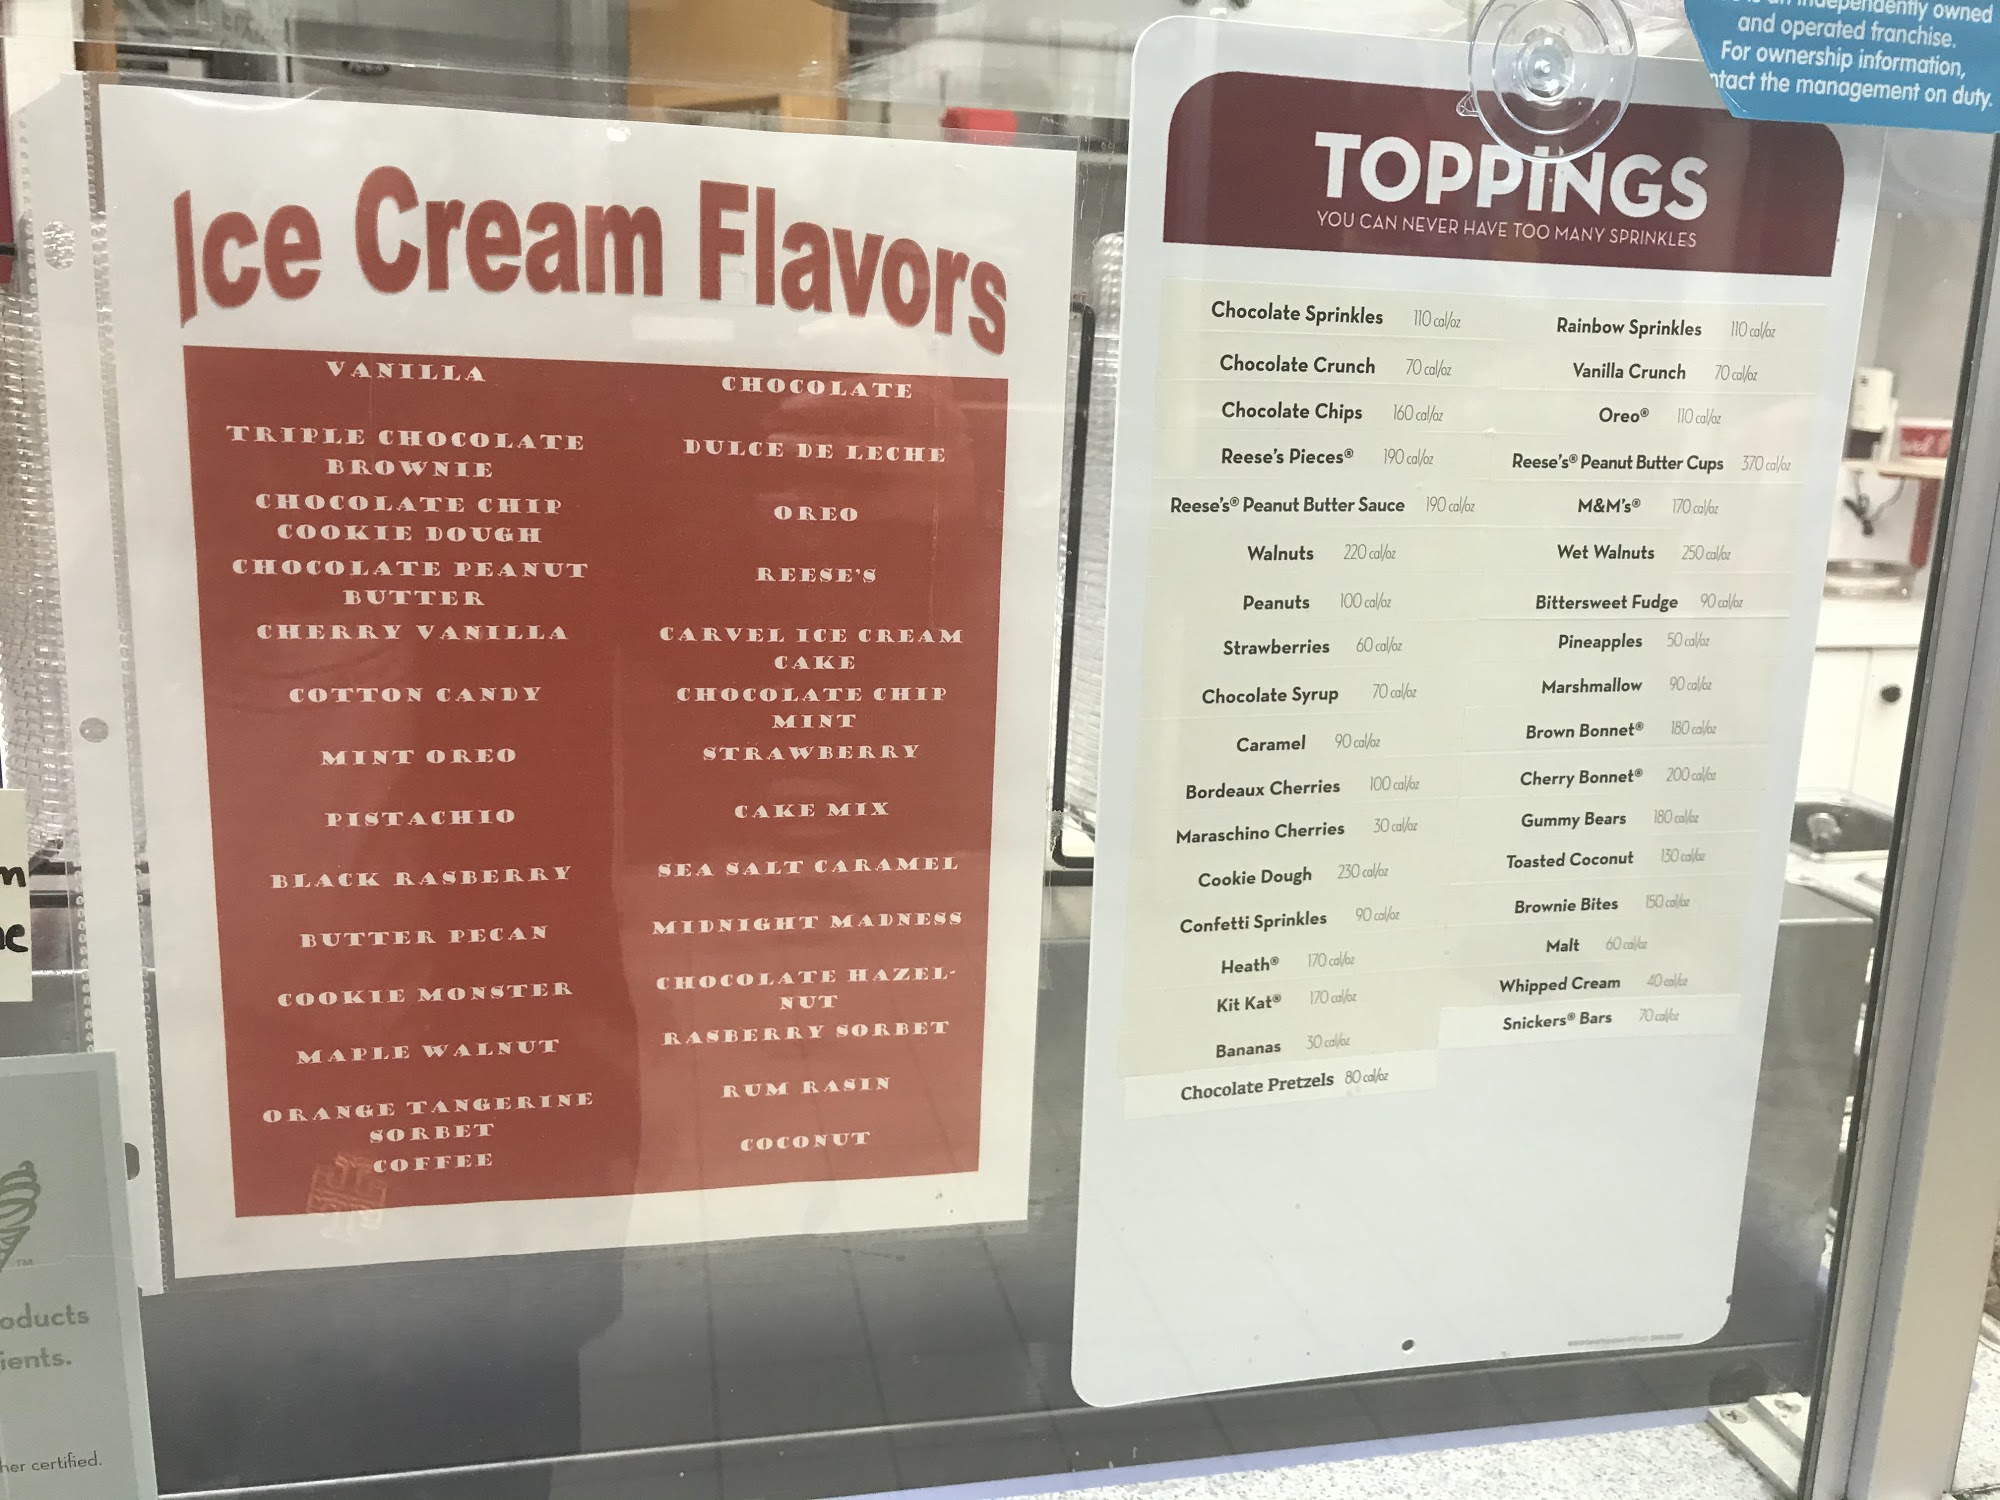 Ice Cream Flavors
VANILLA
CHOCOLATE
TRIPLE CHOCOLATE
BROWNIE
DULCE DE LECHE
CHOCOLATE CHIP
COOKIE DOUGH
OREO
CHOCOLATE PEANUT
BUTTER
REESE'S
CHERRY VANILLA
CARVEL ICE CREAM
CAKE
COTTON CANDY
CHOCOLATE CHIP
MINT
MINT OREO
STRAWBERRY
PISTACHIO
CAKE MIX
BLACK RASBERRY
SEA SALT CARAMEL
BUTTER PECAN
MIDNIGHT MADNESS
COOKIE MONSTER
CHOCOLATE HAZEL-
NUT
MAPLE WALNUT
RASBERRY SORBET
ORANGE TANGERINE
SORBET
RUM RASIN
COFFEE
COCONUT
TOPPINGS
YOU CAN NEVER HAVE TOO MANY SPRINKLES
Chocolate Sprinkles 110 cal/oz
Rainbow Sprinkles 110 cal/oz
Chocolate Crunch 70 cal/oz
Vanilla Crunch 70 cal/oz
Chocolate Chips 160 cal/oz
Oreo® 110 cal/oz
Reese's Pieces® 190 cal/oz
Reese's® Peanut Butter Cups 370 cal/oz
Reese's® Peanut Butter Sauce 190 cal/oz
M&M's® 170 cal/oz
Walnuts 220 cal/oz
Wet Walnuts 250 cal/oz
Peanuts 100 cal/oz
Bittersweet Fudge 90 cal/oz
Strawberries 60 cal/oz
Pineapples 50 cal/oz
Chocolate Syrup 70 cal/oz
Marshmallow 90 cal/oz
Caramel 90 cal/oz
Brown Bonnet® 180 cal/oz
Bordeaux Cherries 100 cal/oz
Cherry Bonnet® 200 cal/oz
Maraschino Cherries 30 cal/oz
Gummy Bears 180 cal/oz
Cookie Dough 230 cal/oz
Toasted Coconut 130 cal/oz
Confetti Sprinkles 90 cal/oz
Brownie Bites 150 cal/oz
Heath® 170 cal/oz
Malt 60 cal/oz
Kit Kat® 170 cal/oz
Whipped Cream 40 cal/oz
Bananas 30 cal/oz
Snickers® Bars 70 cal/oz
Chocolate Pretzels 80 cal/oz
independently owned
and operated franchise.
For ownership information,
ntact the management on duty.
oducts
ients.
her certified.
TM